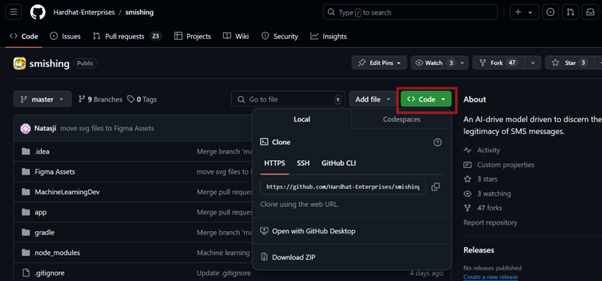 Hardhat-Enterprises / smishing
Type / to search
Code
Issues
Pull requests 23
Projects
Wiki
Security
Insights
smishing Public
Edit Pins
Watch 3
Fork 47
Star 3
master
9 Branches
0 Tags
Go to file
t
Add file
Code
Natasji move svg files to Figma Assets
.idea Merge branch 'ma
Figma Assets move svg files to
MachineLearningDev Merge pull request
app Merge pull request
gradle Merge branch 'ma
node_modules Machine learning
.gitignore Update .gitignore 4 days ago
Local
Codespaces
Clone
HTTPS SSH GitHub CLI
https://github.com/Hardhat-Enterprises/smishing
Clone using the web URL.
Open with GitHub Desktop
Download ZIP
About
An AI-drive model driven to discern the
legitimacy of SMS messages.
Activity
Custom properties
3 stars
3 watching
47 forks
Report repository
Releases
No releases published
Create a new release